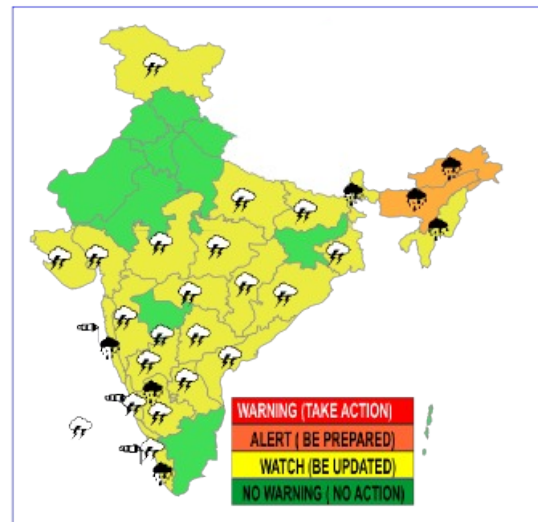 WARNING (TAKE ACTION)
ALERT ( BE PREPARED)
WATCH (BE UPDATED)
NO WARNING ( NO ACTION)